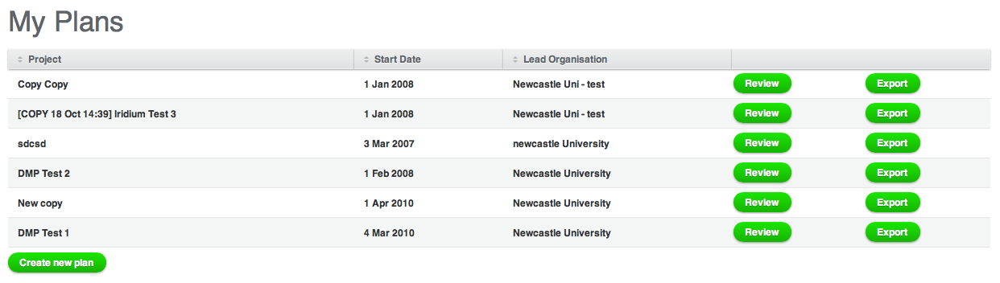 My Plans
Project Start Date Lead Organisation
Copy Copy 1 Jan 2008 Newcastle Uni - test Review Export
[COPY 18 Oct 14:39] Iridium Test 3 1 Jan 2008 Newcastle Uni - test Review Export
sdcsd 3 Mar 2007 newcastle University Review Export
DMP Test 2 1 Feb 2008 Newcastle University Review Export
New copy 1 Apr 2010 Newcastle University Review Export
DMP Test 1 4 Mar 2010 Newcastle University Review Export
Create new plan